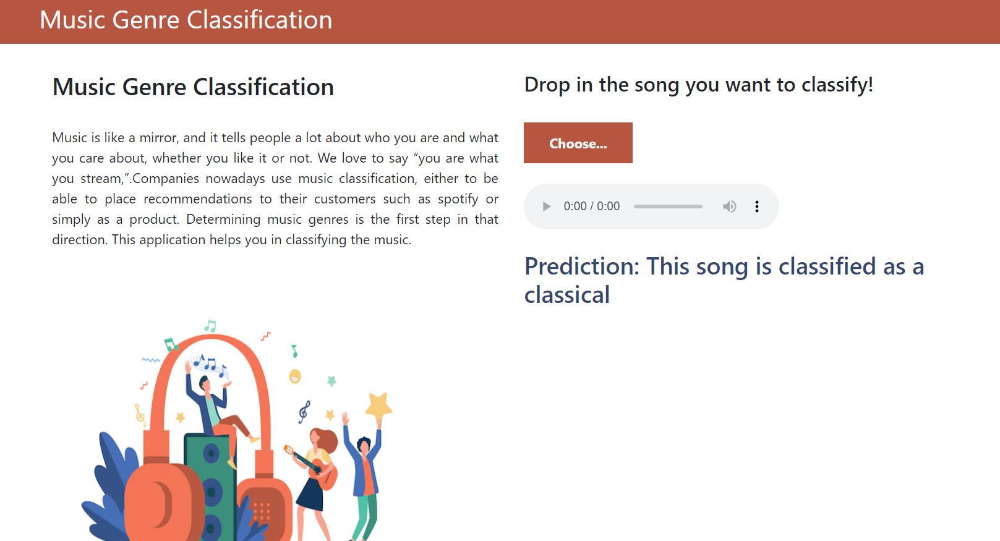 Music Genre Classification
Music Genre Classification
Music is like a mirror, and it tells people a lot about who you are and what
you care about, whether you like it or not. We love to say “you are what
you stream,”.Companies nowadays use music classification, either to be
able to place recommendations to their customers such as spotify or
simply as a product. Determining music genres is the first step in that
direction. This application helps you in classifying the music.
Drop in the song you want to classify!
Choose...
0:00 / 0:00
Prediction: This song is classified as a
classical